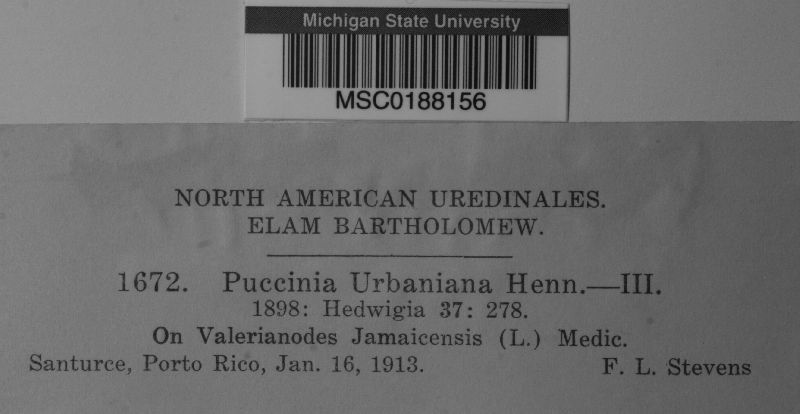 Michigan State University
MSC0188156
NORTH AMERICAN UREDINALES.
ELAM BARTHOLOMEW.
1672. Puccinia Urbaniana Henn.—III.
1898: Hedwigia 37: 278.
On Valerianodes Jamaicensis (L.) Medic.
Santurce, Porto Rico, Jan. 16, 1913. F. L. Stevens